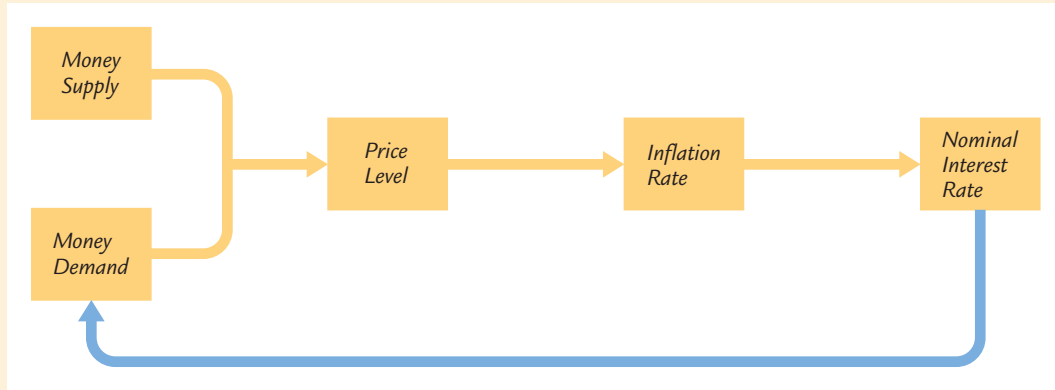 Money
Supply
Money
Demand
Price
Level
Inflation
Rate
Nominal
Interest
Rate